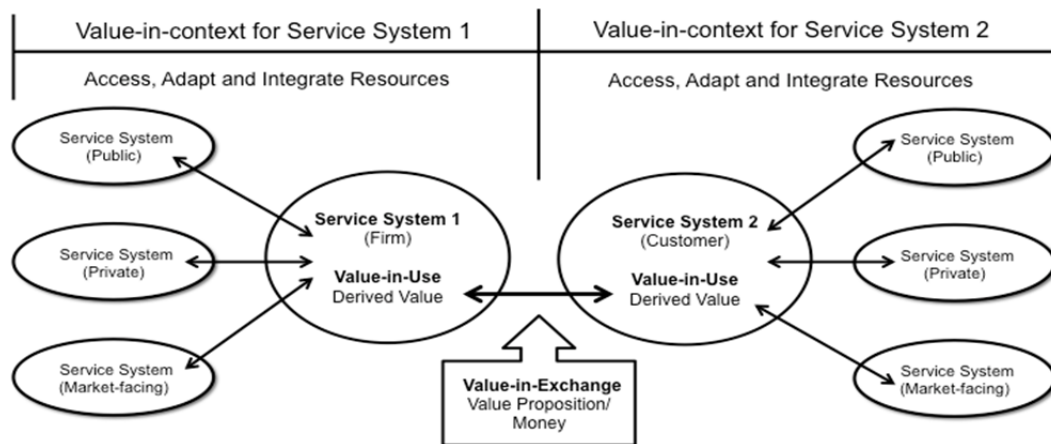 Value-in-context for Service System 1
Value-in-context for Service System 2
Access, Adapt and Integrate Resources
Access, Adapt and Integrate Resources
Service System
(Public)
Service System
(Private)
Service System
(Market-facing)
Service System 1
(Firm)
Value-in-Use
Derived Value
Service System 2
(Customer)
Value-in-Use
Derived Value
Service System
(Public)
Service System
(Private)
Service System
(Market-facing)
Value-in-Exchange
Value Proposition/
Money